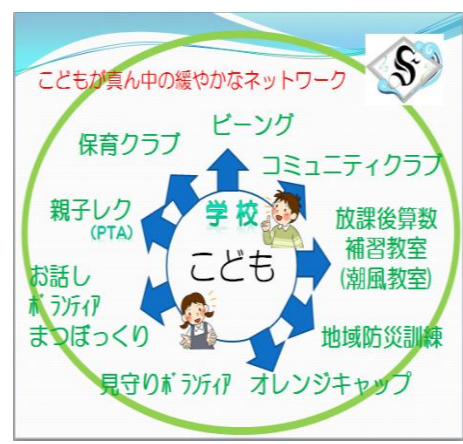 こどもが真ん中の緩やかなネットワーク
S
ビーング
保育クラブ
コミュニティクラブ
学校
こども
親子レク
(PTA)
放課後算数
補習教室
(潮風教室)
お話し
ﾎﾞﾗﾝﾃｨｱ
まつぼっくり
地域防災訓練
見守りﾎﾞﾗﾝﾃｨｱ
オレンジキャップ